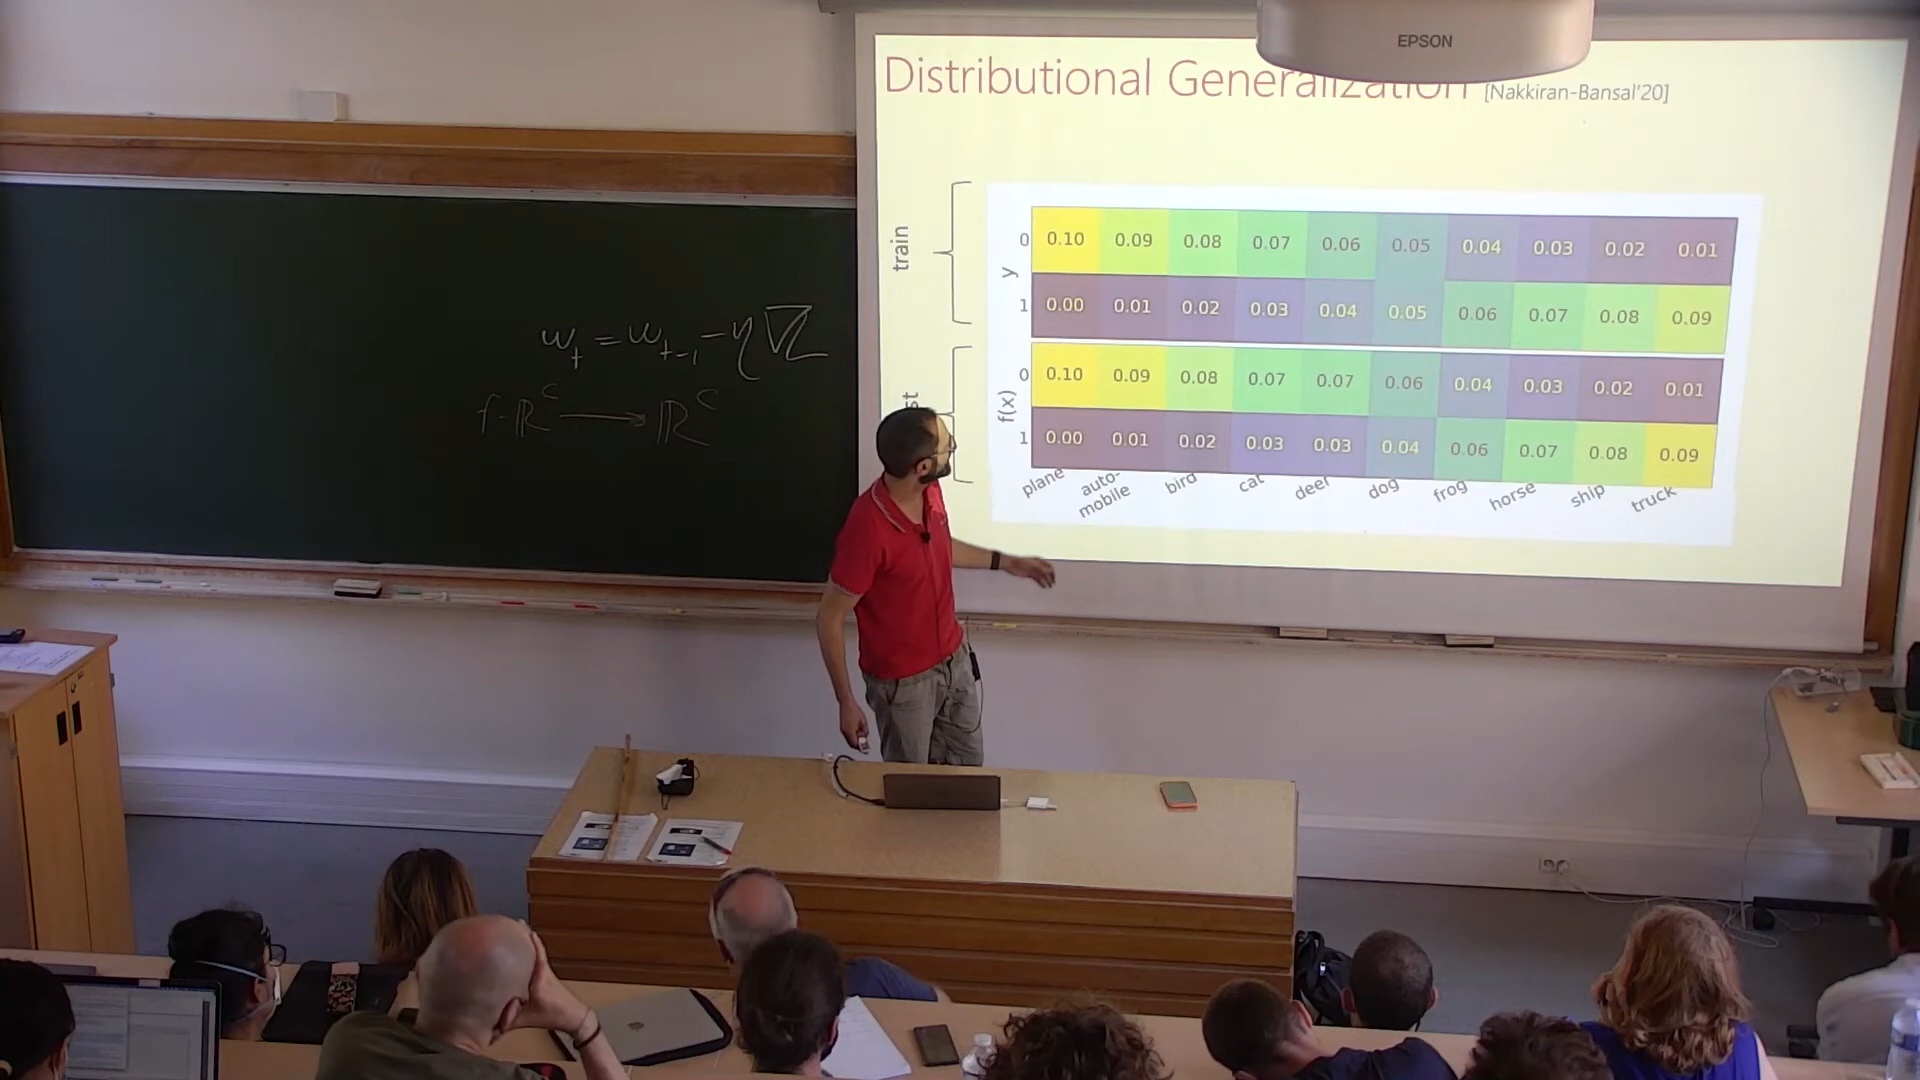 EPSON
Distributional Generalization [Nakkiran-Bansal'20]
train
y
0 0.10 0.09 0.08 0.07 0.06 0.05 0.04 0.03 0.02 0.01
1 0.00 0.01 0.02 0.03 0.04 0.05 0.06 0.07 0.08 0.09
st
f(x)
0 0.10 0.09 0.08 0.07 0.07 0.06 0.04 0.03 0.02 0.01
1 0.00 0.01 0.02 0.03 0.03 0.04 0.06 0.07 0.08 0.09
plane auto-mobile bird cat deer dog frog horse ship truck
w_t = w_{t-1} - η∇L
f: ℝ^C → ℝ^C